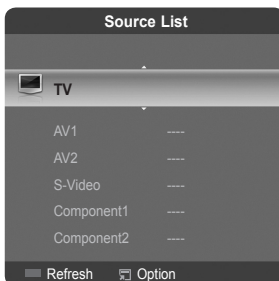 Source List
TV
AV1 ----
AV2 ----
S-Video ----
Component1 ----
Component2 ----
Refresh Option